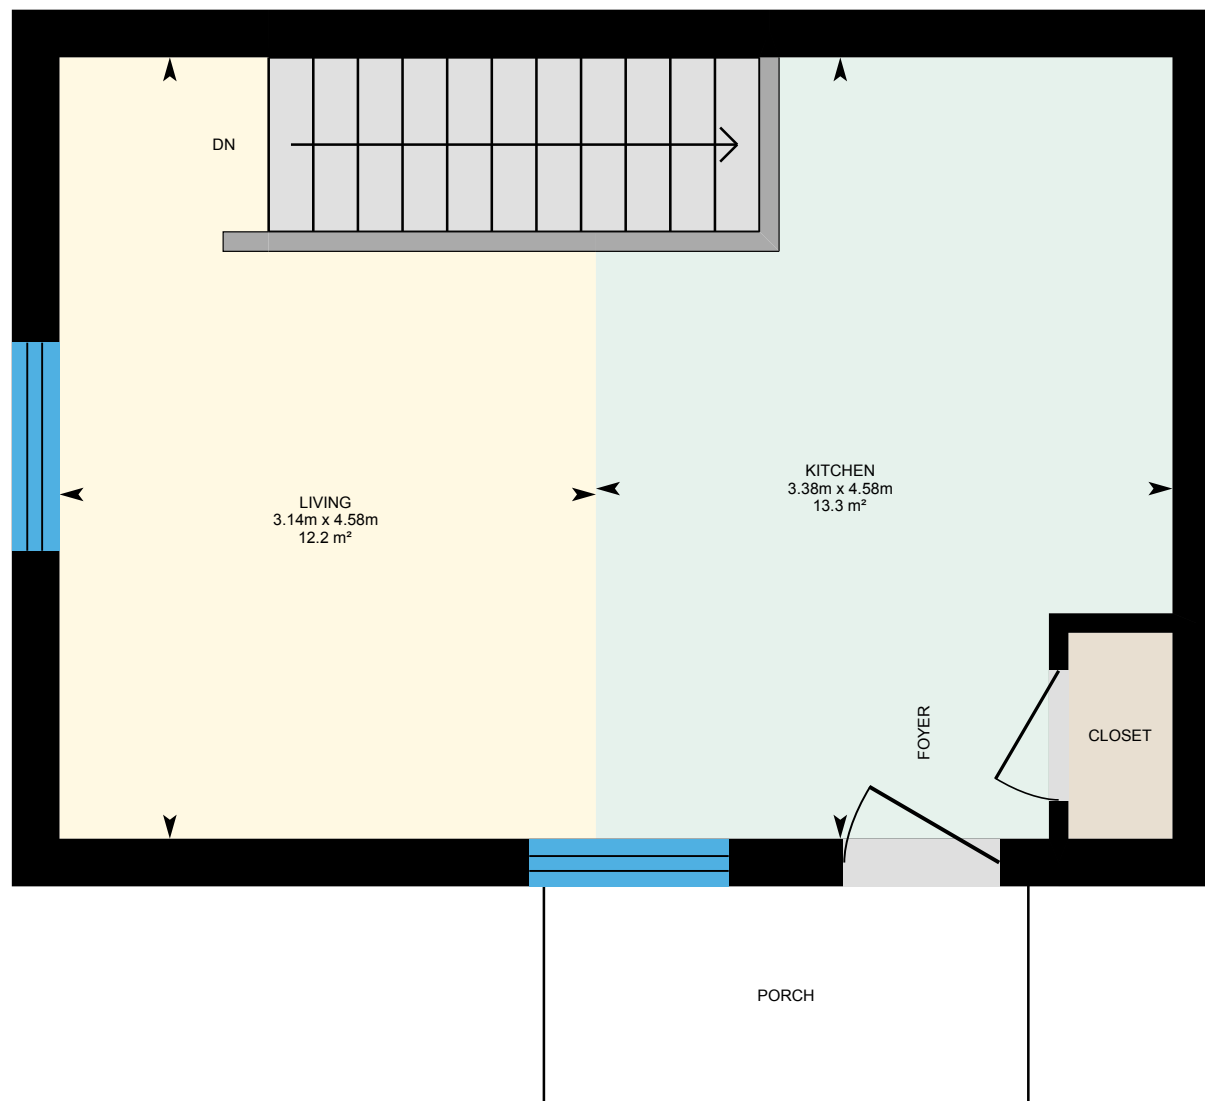 DN
LIVING
3.14m x 4.58m
12.2 m²
KITCHEN
3.38m x 4.58m
13.3 m²
FOYER
CLOSET
PORCH